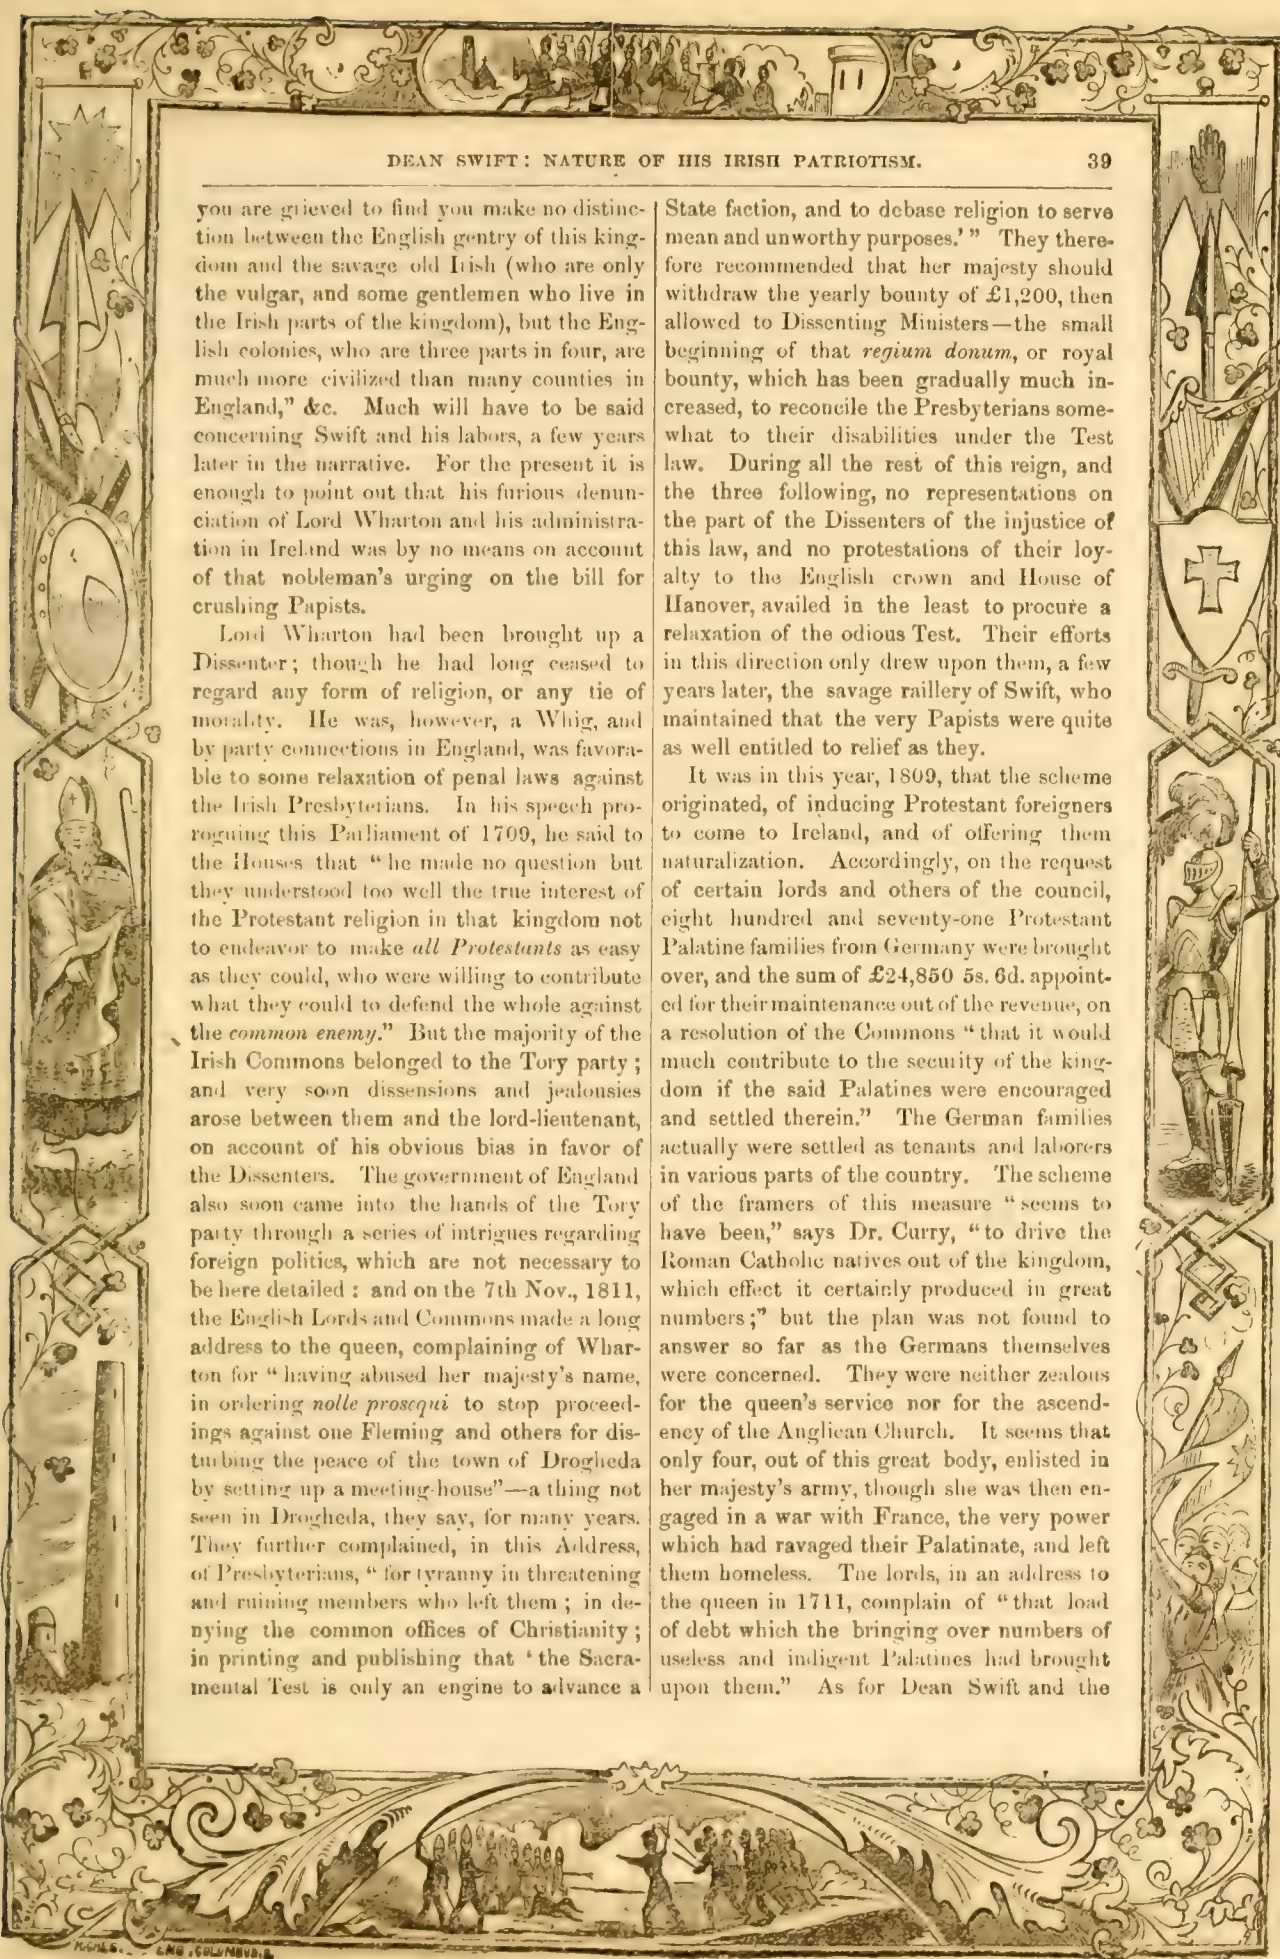 DEAN SWIFT: NATURE OF HIS IRISH PATRIOTISM. 39
you are grieved to find you make no distinc-
tion between the English gentry of this king-
dom and the savage old Irish (who are only
the vulgar, and some gentlemen who live in
the Irish parts of the kingdom), but the Eng-
lish colonies, who are three parts in four, are
much more civilized than many counties in
England," &c. Much will have to be said
concerning Swift and his labors, a few years
later in the narrative. For the present it is
enough to point out that his furious denun-
ciation of Lord Wharton and his administra-
tion in Ireland was by no means on account
of that nobleman's urging on the bill for
crushing Papists.
Lord Wharton had been brought up a
Dissenter; though he had long ceased to
regard any form of religion, or any tie of
morality. He was, however, a Whig, and
by party connections in England, was favora-
ble to some relaxation of penal laws against
the Irish Presbyterians. In his speech pro-
roguing this Parliament of 1709, he said to
the Houses that "he made no question but
they understood too well the true interest of
the Protestant religion in that kingdom not
to endeavor to make all Protestants as easy
as they could, who were willing to contribute
what they could to defend the whole against
the common enemy." But the majority of the
Irish Commons belonged to the Tory party;
and very soon dissensions and jealousies
arose between them and the lord-lieutenant,
on account of his obvious bias in favor of
the Dissenters. The government of England
also soon came into the hands of the Tory
party through a series of intrigues regarding
foreign politics, which are not necessary to
be here detailed: and on the 7th Nov., 1811,
the English Lords and Commons made a long
address to the queen, complaining of Whar-
ton for "having abused her majesty's name,
in ordering nolle prosequi to stop proceed-
ings against one Fleming and others for dis-
turbing the peace of the town of Drogheda
by setting up a meeting-house"—a thing not
seen in Drogheda, they say, for many years.
They further complained, in this Address,
of Presbyterians, "for tyranny in threatening
and ruining members who left them; in de-
nying the common offices of Christianity;
in printing and publishing that 'the Sacra-
mental Test is only an engine to advance a
State faction, and to debase religion to serve
mean and unworthy purposes.'" They there-
fore recommended that her majesty should
withdraw the yearly bounty of £1,200, then
allowed to Dissenting Ministers—the small
beginning of that regium donum, or royal
bounty, which has been gradually much in-
creased, to reconcile the Presbyterians some-
what to their disabilities under the Test
law. During all the rest of this reign, and
the three following, no representations on
the part of the Dissenters of the injustice of
this law, and no protestations of their loy-
alty to the English crown and House of
Hanover, availed in the least to procure a
relaxation of the odious Test. Their efforts
in this direction only drew upon them, a few
years later, the savage raillery of Swift, who
maintained that the very Papists were quite
as well entitled to relief as they.
It was in this year, 1809, that the scheme
originated, of inducing Protestant foreigners
to come to Ireland, and of offering them
naturalization. Accordingly, on the request
of certain lords and others of the council,
eight hundred and seventy-one Protestant
Palatine families from Germany were brought
over, and the sum of £24,850 5s. 6d. appoint-
ed for their maintenance out of the revenue, on
a resolution of the Commons "that it would
much contribute to the security of the king-
dom if the said Palatines were encouraged
and settled therein." The German families
actually were settled as tenants and laborers
in various parts of the country. The scheme
of the framers of this measure "seems to
have been," says Dr. Curry, "to drive the
Roman Catholic natives out of the kingdom,
which effect it certainly produced in great
numbers;" but the plan was not found to
answer so far as the Germans themselves
were concerned. They were neither zealous
for the queen's service nor for the ascend-
ency of the Anglican Church. It seems that
only four, out of this great body, enlisted in
her majesty's army, though she was then en-
gaged in a war with France, the very power
which had ravaged their Palatinate, and left
them homeless. The lords, in an address to
the queen in 1711, complain of "that load
of debt which the bringing over numbers of
useless and indigent Palatines had brought
upon them." As for Dean Swift and the